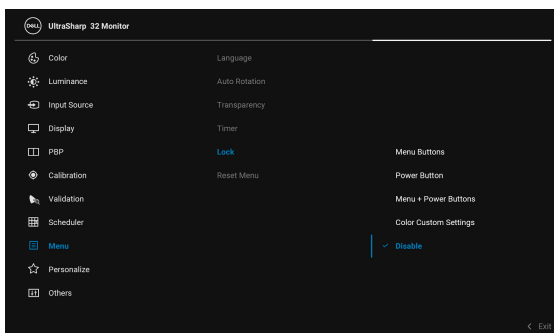 DELL
UltraSharp 32 Monitor
Color
Luminance
Input Source
Display
PBP
Calibration
Validation
Scheduler
Menu
Personalize
Others
Language
Auto Rotation
Transparency
Timer
Lock
Reset Menu
Menu Buttons
Power Button
Menu + Power Buttons
Color Custom Settings
Disable
Exit